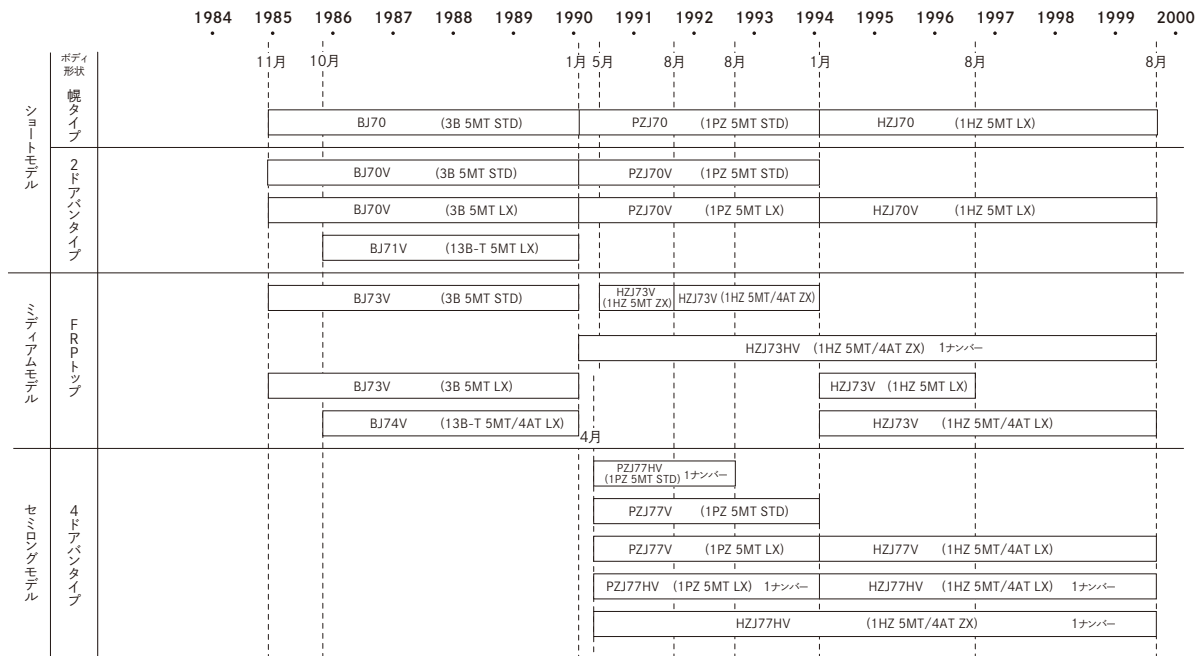 1984 1985 1986 1987 1988 1989 1990 1991 1992 1993 1994 1995 1996 1997 1998 1999 2000
ボディ
形状
11月 10月 1月 5月 8月 8月 1月 8月 8月
ショートモデル
幌タイプ
BJ70 (3B 5MT STD) PZJ70 (1PZ 5MT STD) HZJ70 (1HZ 5MT LX)
2ドアバンタイプ
BJ70V (3B 5MT STD) PZJ70V (1PZ 5MT STD)
BJ70V (3B 5MT LX) PZJ70V (1PZ 5MT LX) HZJ70V (1HZ 5MT LX)
BJ71V (13B-T 5MT LX)
ミディアムモデル
FRPトップ
BJ73V (3B 5MT STD) HZJ73V
(1HZ 5MT ZX) HZJ73V (1HZ 5MT/4AT ZX)
HZJ73HV (1HZ 5MT/4AT ZX) 1ナンバー
BJ73V (3B 5MT LX) HZJ73V (1HZ 5MT LX)
BJ74V (13B-T 5MT/4AT LX) HZJ73V (1HZ 5MT/4AT LX)
4月
セミロングモデル
4ドアバンタイプ
PZJ77HV
(1PZ 5MT STD) 1ナンバー
PZJ77V (1PZ 5MT STD)
PZJ77V (1PZ 5MT LX) HZJ77V (1HZ 5MT/4AT LX)
PZJ77HV (1PZ 5MT LX) 1ナンバー HZJ77HV (1HZ 5MT/4AT LX) 1ナンバー
HZJ77HV (1HZ 5MT/4AT ZX) 1ナンバー